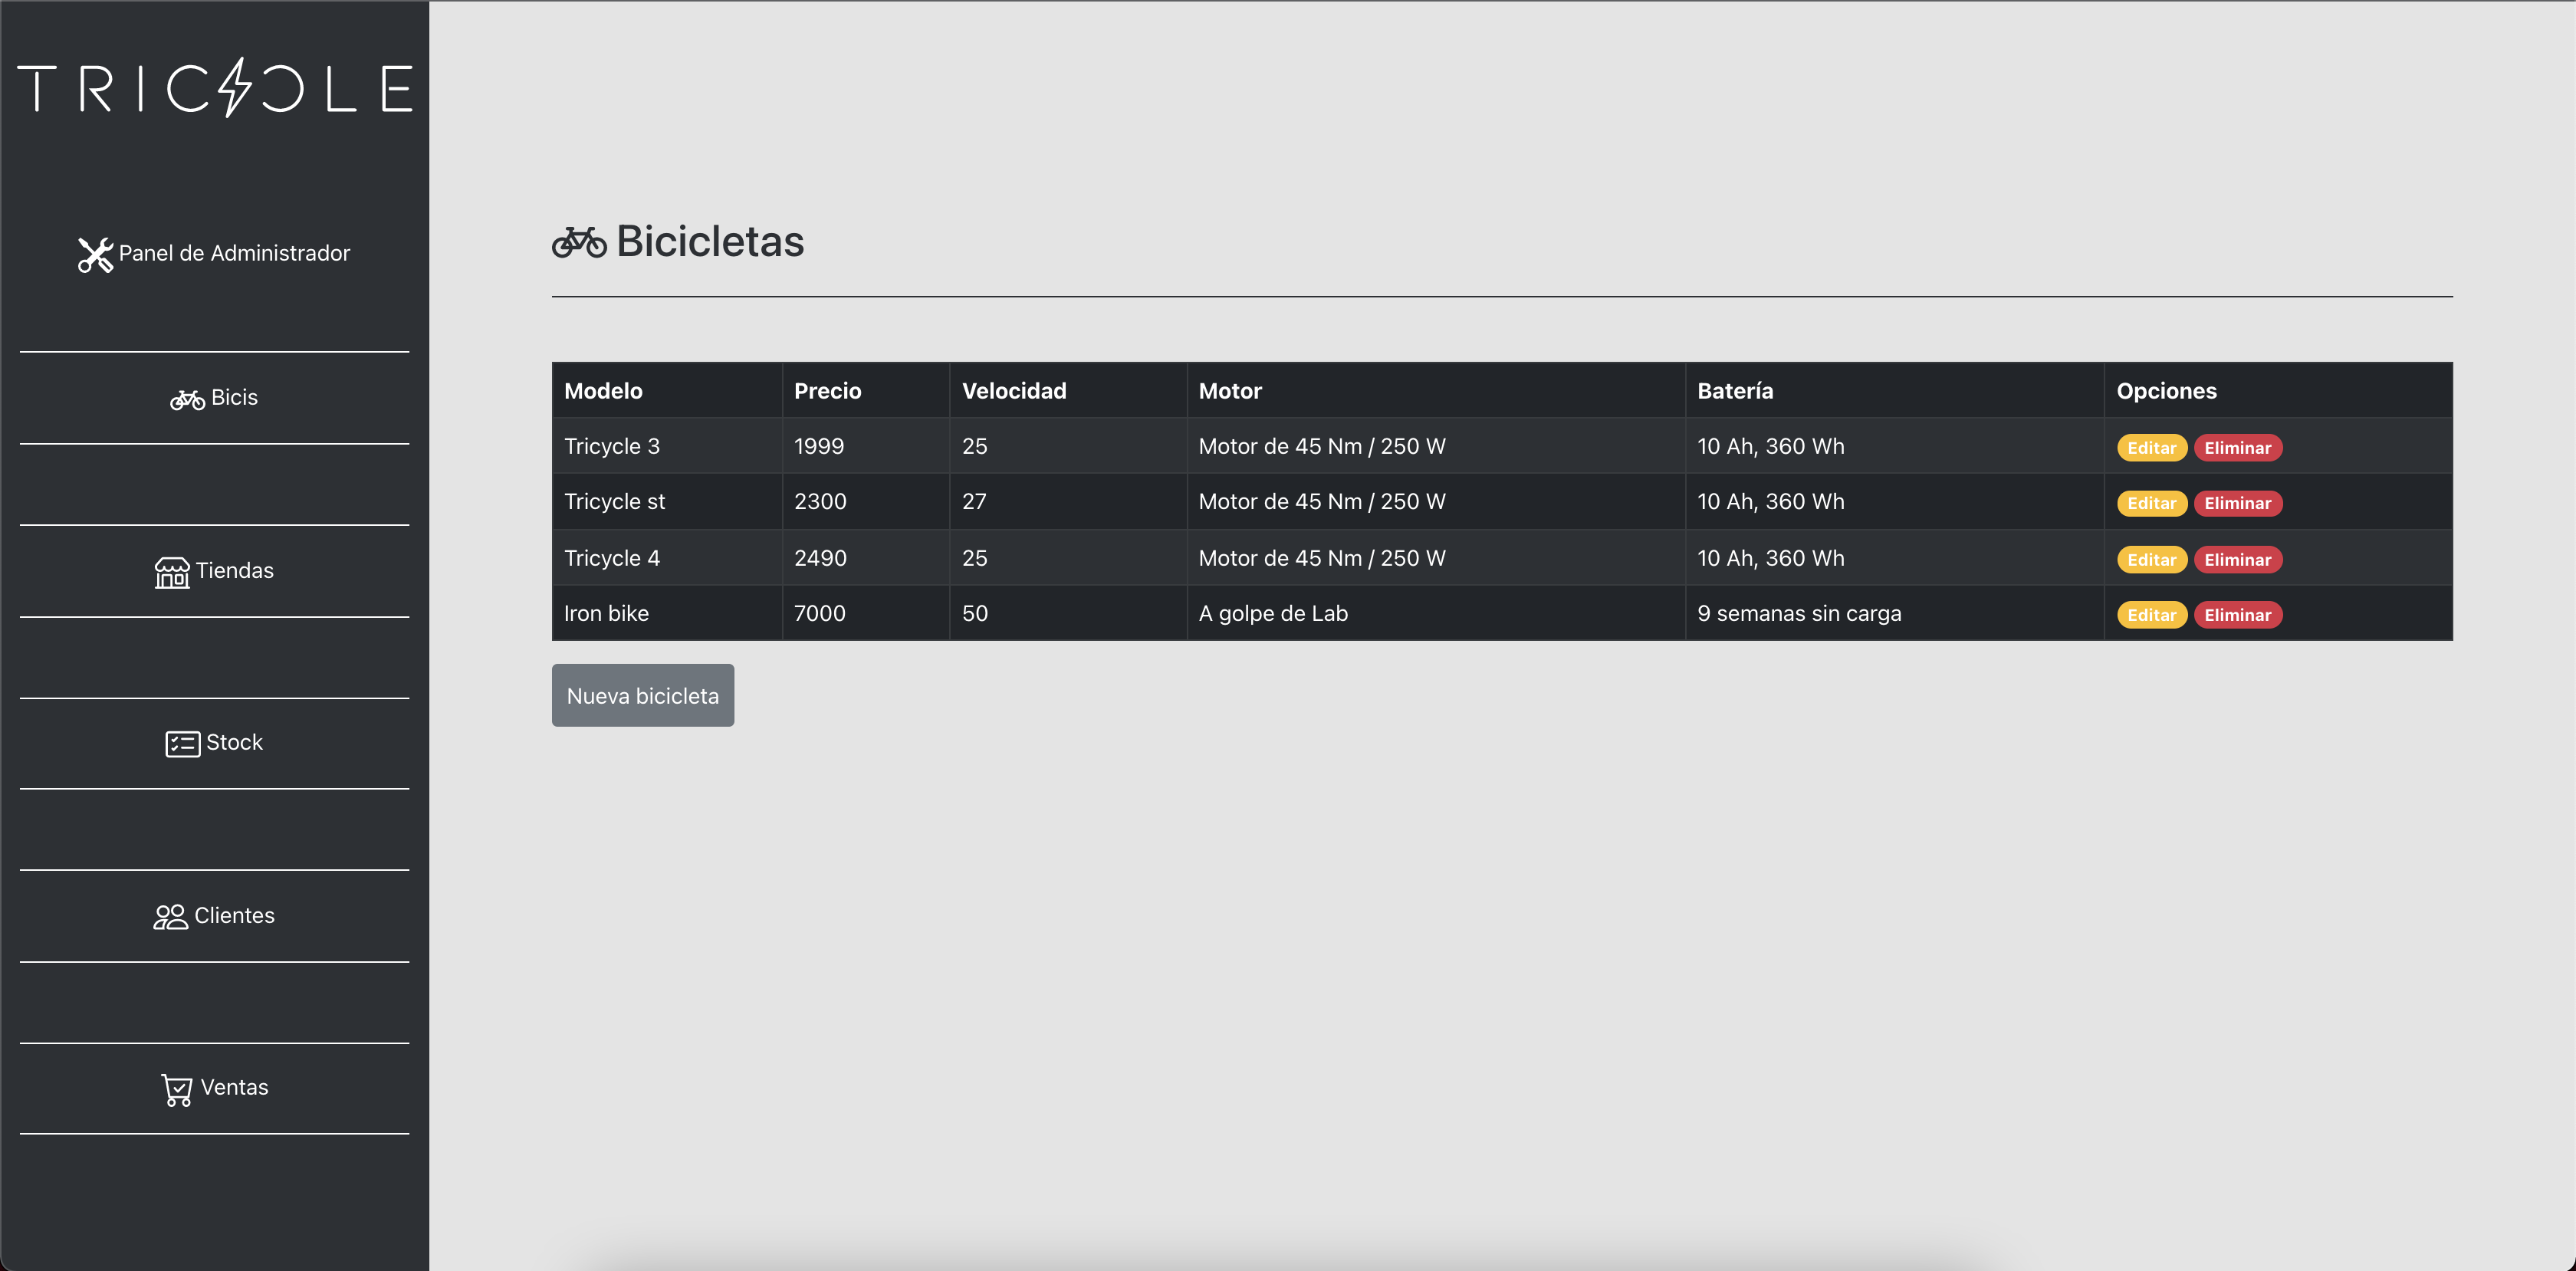 TRICYCLE
Panel de Administrador
Bicis
Tiendas
Stock
Clientes
Ventas
Bicicletas
Modelo Precio Velocidad Motor Batería Opciones
Tricycle 3 1999 25 Motor de 45 Nm / 250 W 10 Ah, 360 Wh Editar Eliminar
Tricycle st 2300 27 Motor de 45 Nm / 250 W 10 Ah, 360 Wh Editar Eliminar
Tricycle 4 2490 25 Motor de 45 Nm / 250 W 10 Ah, 360 Wh Editar Eliminar
Iron bike 7000 50 A golpe de Lab 9 semanas sin carga Editar Eliminar
Nueva bicicleta